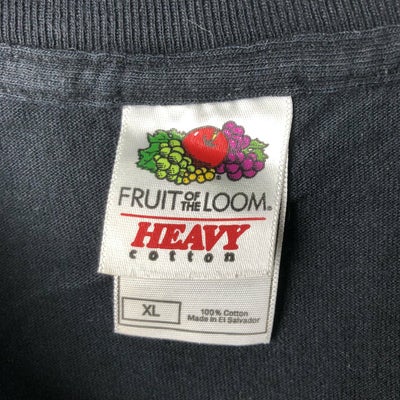 FRUIT OF THE LOOM®
HEAVY
cotton
XL
100% Cotton
Made in El Salvador